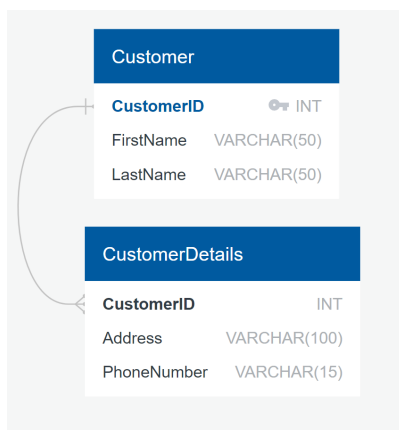 Customer
CustomerID INT
FirstName VARCHAR(50)
LastName VARCHAR(50)
CustomerDetails
CustomerID INT
Address VARCHAR(100)
PhoneNumber VARCHAR(15)